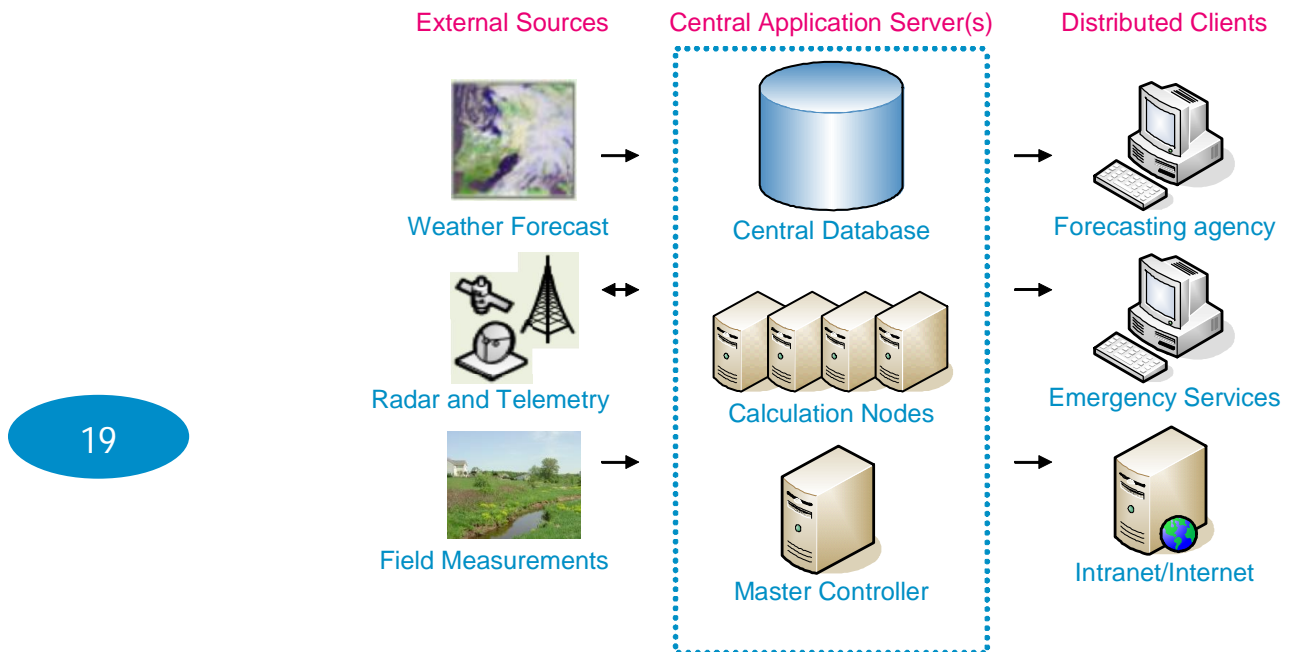 External Sources
Central Application Server(s)
Distributed Clients
Weather Forecast
Central Database
Forecasting agency
Radar and Telemetry
Calculation Nodes
Emergency Services
19
Field Measurements
Master Controller
Intranet/Internet